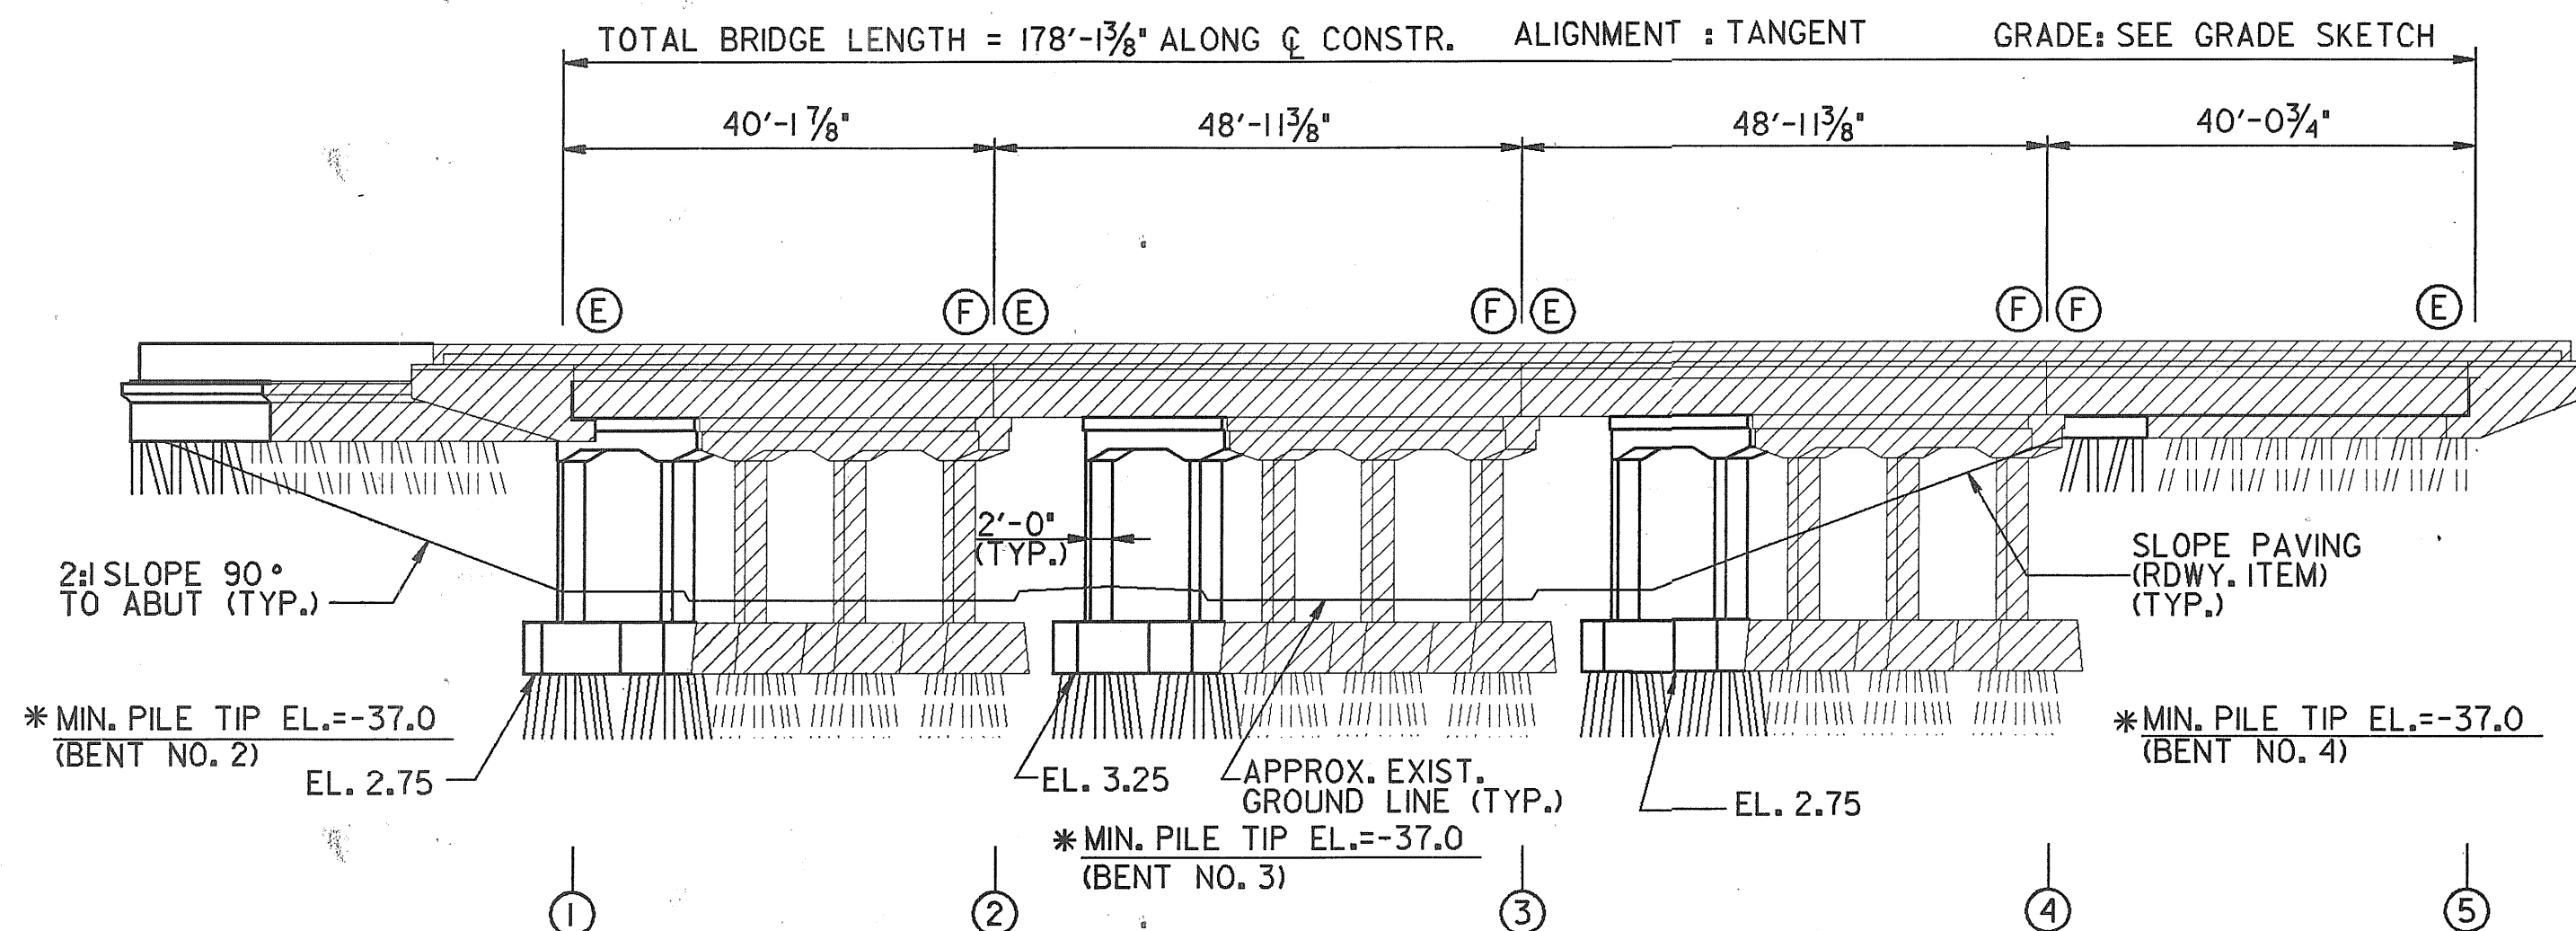 TOTAL BRIDGE LENGTH = 178'-1⅜" ALONG ℄ CONSTR.
ALIGNMENT : TANGENT
GRADE: SEE GRADE SKETCH
40'-1 ⅞"
48'-11⅜"
48'-11⅜"
40'-0¾"
E
F
E
F
E
F
F
E
2'-0"
(TYP.)
2:1 SLOPE 90°
TO ABUT (TYP.)
SLOPE PAVING
(RDWY. ITEM)
(TYP.)
* MIN. PILE TIP EL.=-37.0
(BENT NO. 2)
EL. 2.75
EL. 3.25
APPROX. EXIST.
GROUND LINE (TYP.)
* MIN. PILE TIP EL.=-37.0
(BENT NO. 3)
EL. 2.75
* MIN. PILE TIP EL.=-37.0
(BENT NO. 4)
1
2
3
4
5